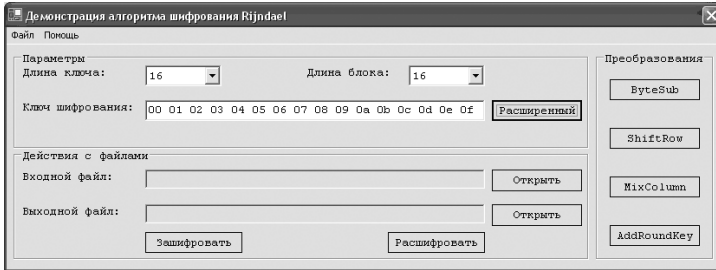 Демонстрация алгоритма шифрования Rijndael
Файл Помощь
Параметры
Длина ключа: 16 Длина блока: 16
Ключ шифрования: 00 01 02 03 04 05 06 07 08 09 0a 0b 0c 0d 0e 0f Расширенный
Действия с файлами
Входной файл: Открыть
Выходной файл: Открыть
Зашифровать Расшифровать
Преобразования
ByteSub
ShiftRow
MixColumn
AddRoundKey